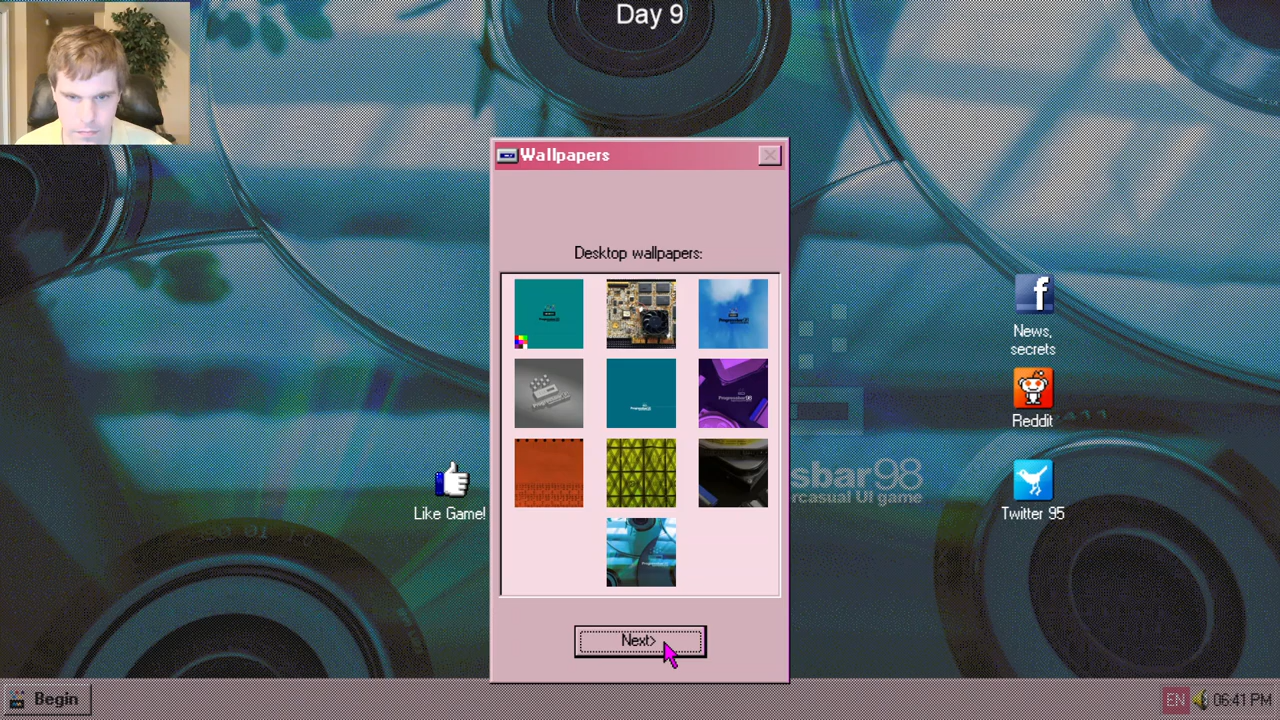 Day 9
Wallpapers
Desktop wallpapers:
News,
secrets
Reddit
sbar98
rcasual UI game
Like Game!
Twitter 95
Next>
Begin
EN
06:41 PM